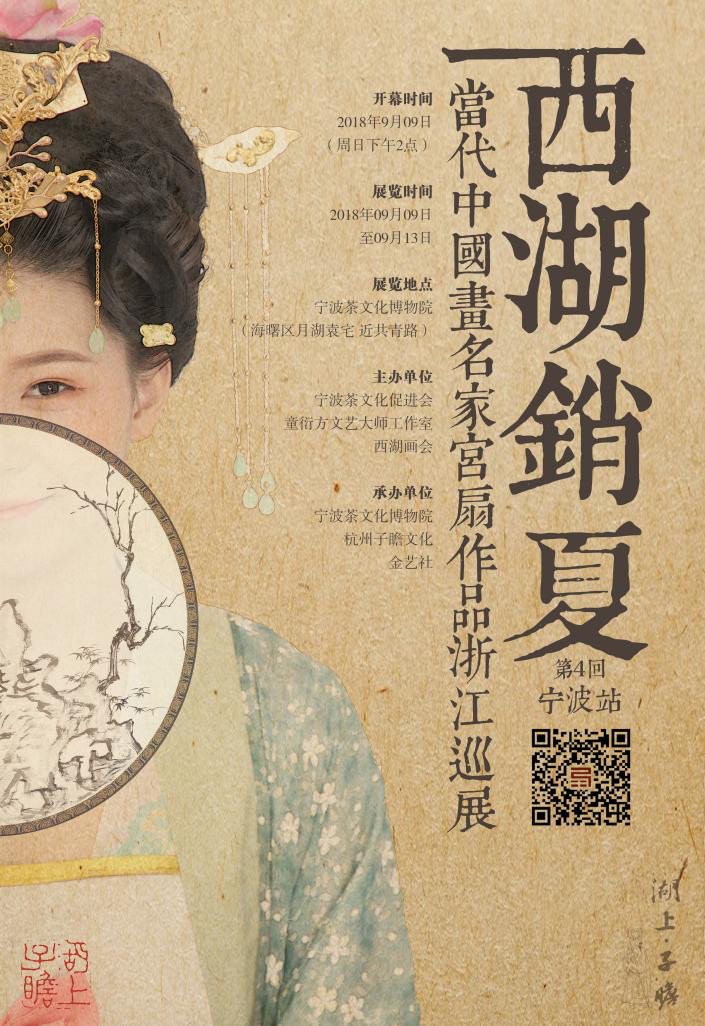 西湖銷夏
第4回
宁波站
當代中國畫名家宮扇作品浙江巡展
开幕时间
2018年9月09日
（周日下午2点）
展览时间
2018年09月09日
至09月13日
展览地点
宁波茶文化博物院
（海曙区月湖袁宅 近共青路）
主办单位
宁波茶文化促进会
童衍方文艺大师工作室
西湖画会
承办单位
宁波茶文化博物院
杭州子瞻文化
金艺社
湖上·子瞻
湖上
子瞻